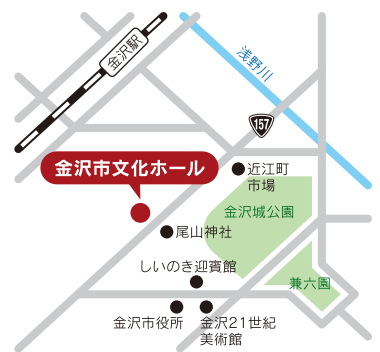 金沢駅
浅野川
157
金沢市文化ホール
近江町
市場
金沢城公園
尾山神社
しいのき迎賓館
兼六園
金沢市役所
金沢21世紀
美術館